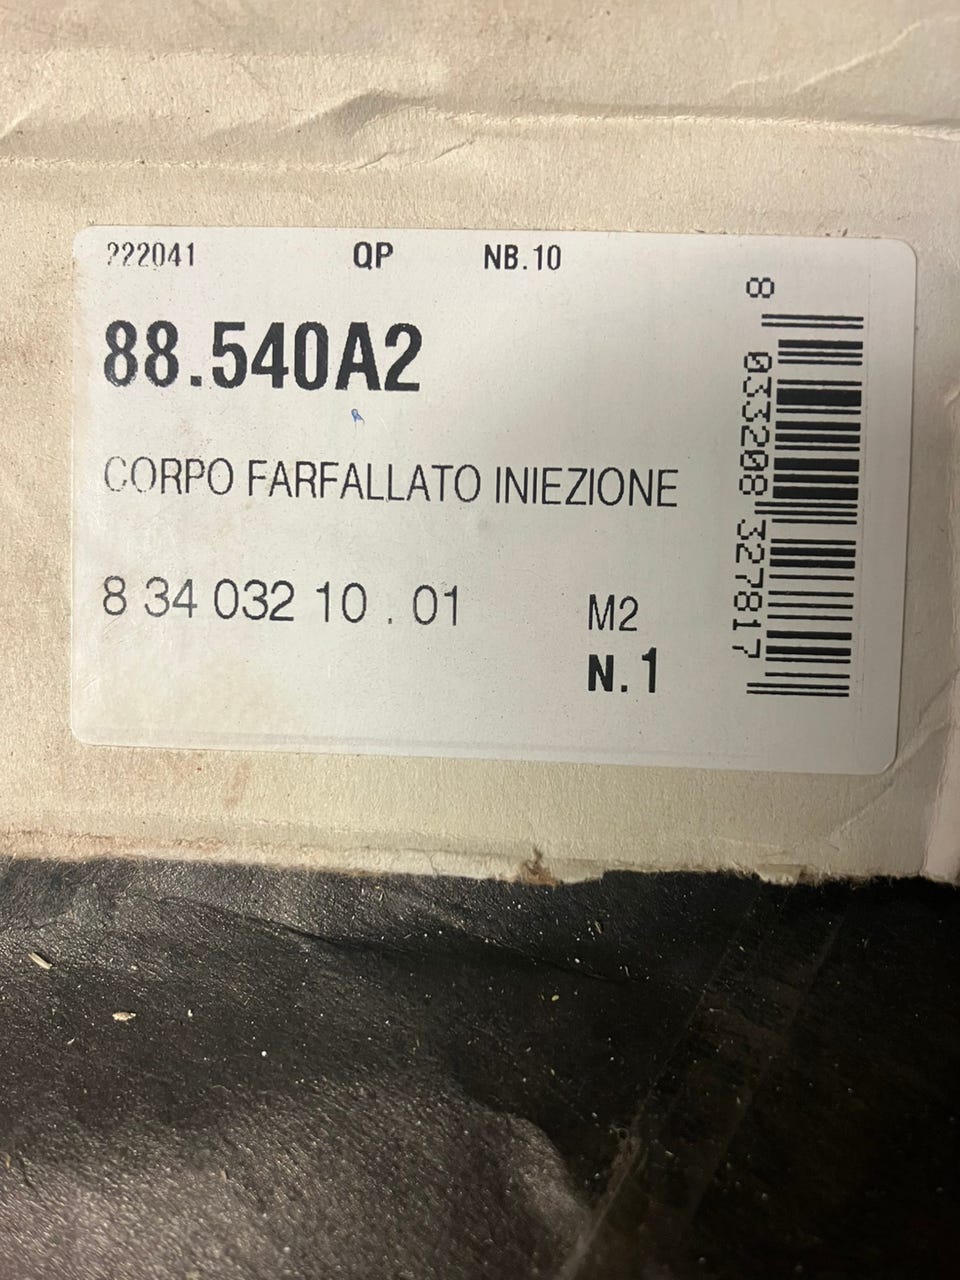 222041 QP NB.10
88.540A2
CORPO FARFALLATO INIEZIONE
8 34 032 10 . 01 M2
N.1
8 033208 327817